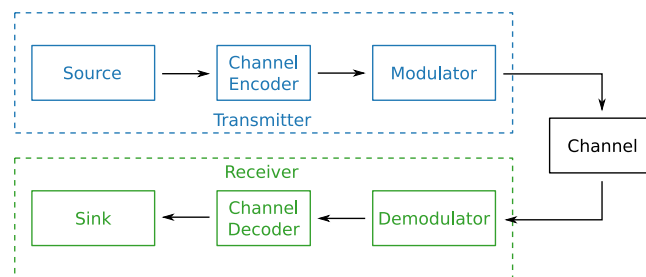 Source
Channel
Encoder
Modulator
Transmitter
Channel
Receiver
Sink
Channel
Decoder
Demodulator